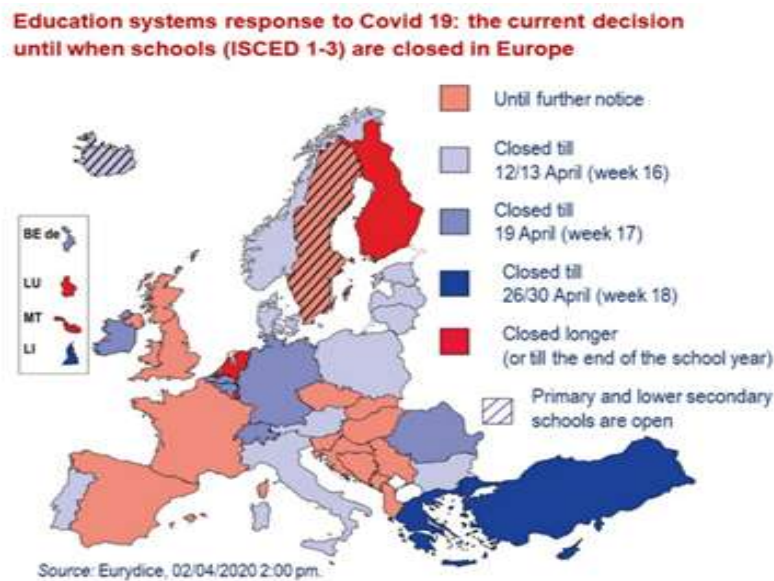 Education systems response to Covid 19: the current decision
until when schools (ISCED 1-3) are closed in Europe
Until further notice
Closed till
12/13 April (week 16)
Closed till
19 April (week 17)
Closed till
26/30 April (week 18)
Closed longer
(or till the end of the school year)
Primary and lower secondary
schools are open
BE de
LU
MT
LI
Source: Eurydice, 02/04/2020 2:00 pm.